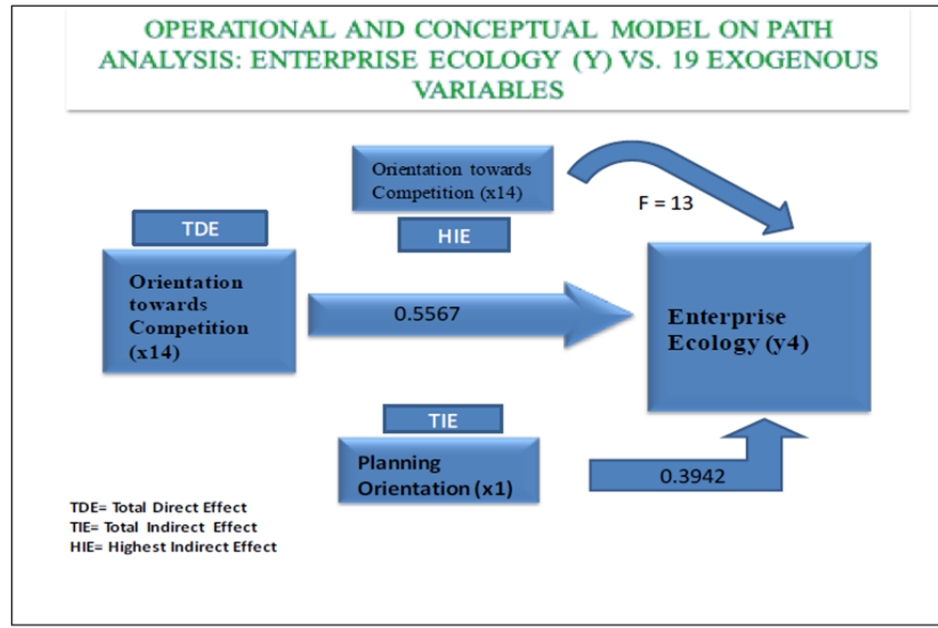 OPERATIONAL AND CONCEPTUAL MODEL ON PATH
ANALYSIS: ENTERPRISE ECOLOGY (Y) VS. 19 EXOGENOUS
VARIABLES
Orientation towards
Competition (x14)
F = 13
TDE
HIE
Orientation
towards
Competition
(x14)
0.5567
Enterprise
Ecology (y4)
TIE
Planning
Orientation (x1)
0.3942
TDE= Total Direct Effect
TIE= Total Indirect Effect
HIE= Highest Indirect Effect